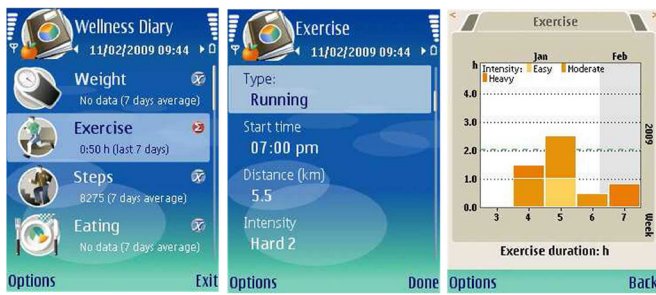 Wellness Diary
11/02/2009 09:44
Weight
No data (7 days average)
Exercise
0:50 h (last 7 days)
Steps
8275 (7 days average)
Eating
No data (7 days average)
Options Exit
Exercise
11/02/2009 09:44
Type:
Running
Start time
07:00 pm
Distance (km)
5.5
Intensity
Hard 2
Options Done
Exercise
Jan Feb
h
Intensity: Easy Moderate
Heavy
4.0
3.0
2.0
1.0
0.0
3 4 5 6 7
2009
Week
Exercise duration: h
Options Back